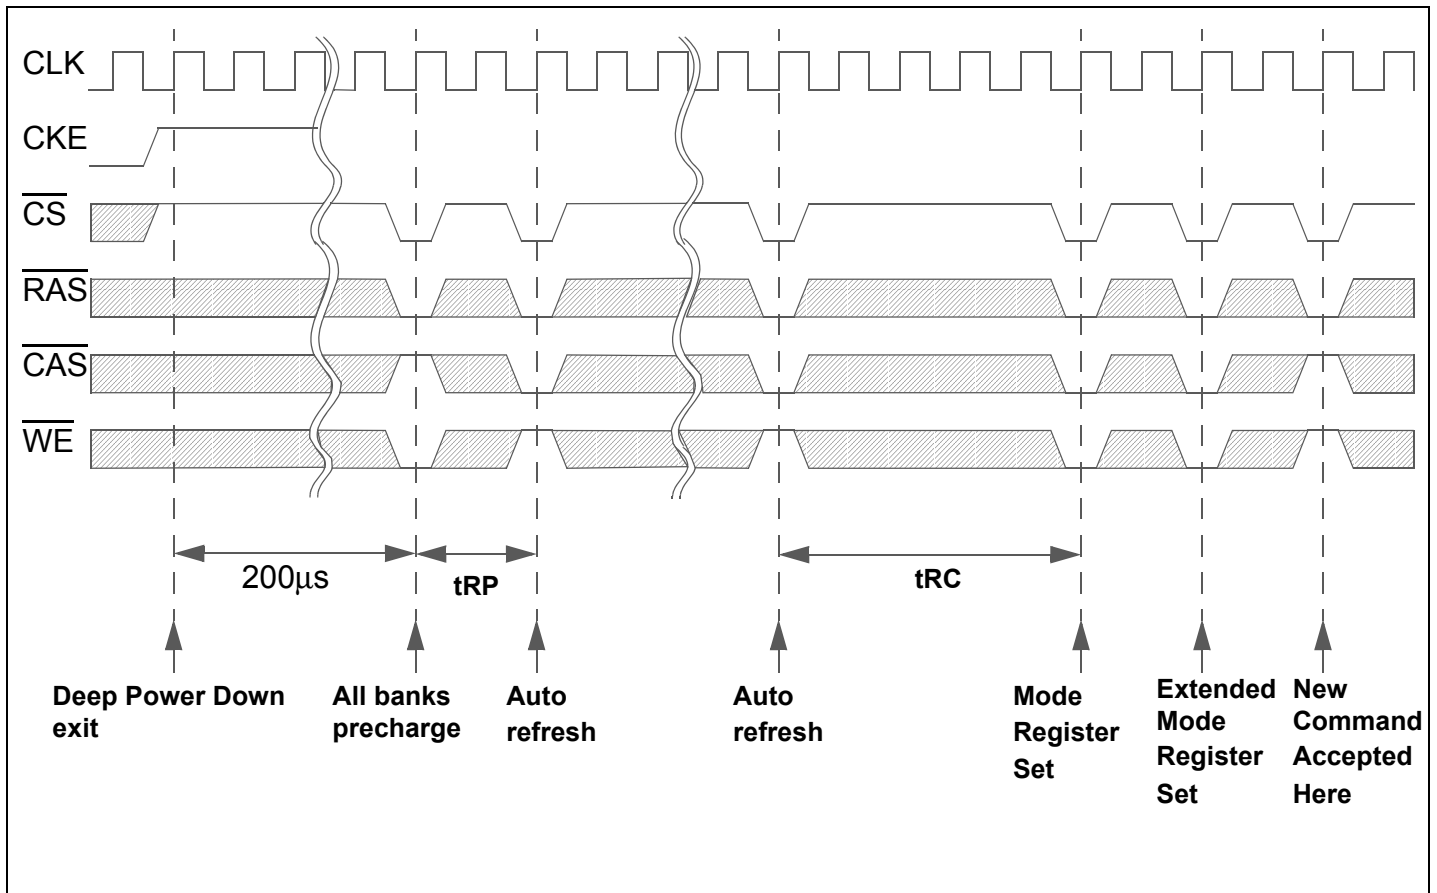 CLK
CKE
CS
RAS
CAS
WE
200μs
tRP
tRC
Deep Power Down
exit
All banks
precharge
Auto
refresh
Auto
refresh
Mode
Register
Set
Extended
Mode
Register
Set
New
Command
Accepted
Here